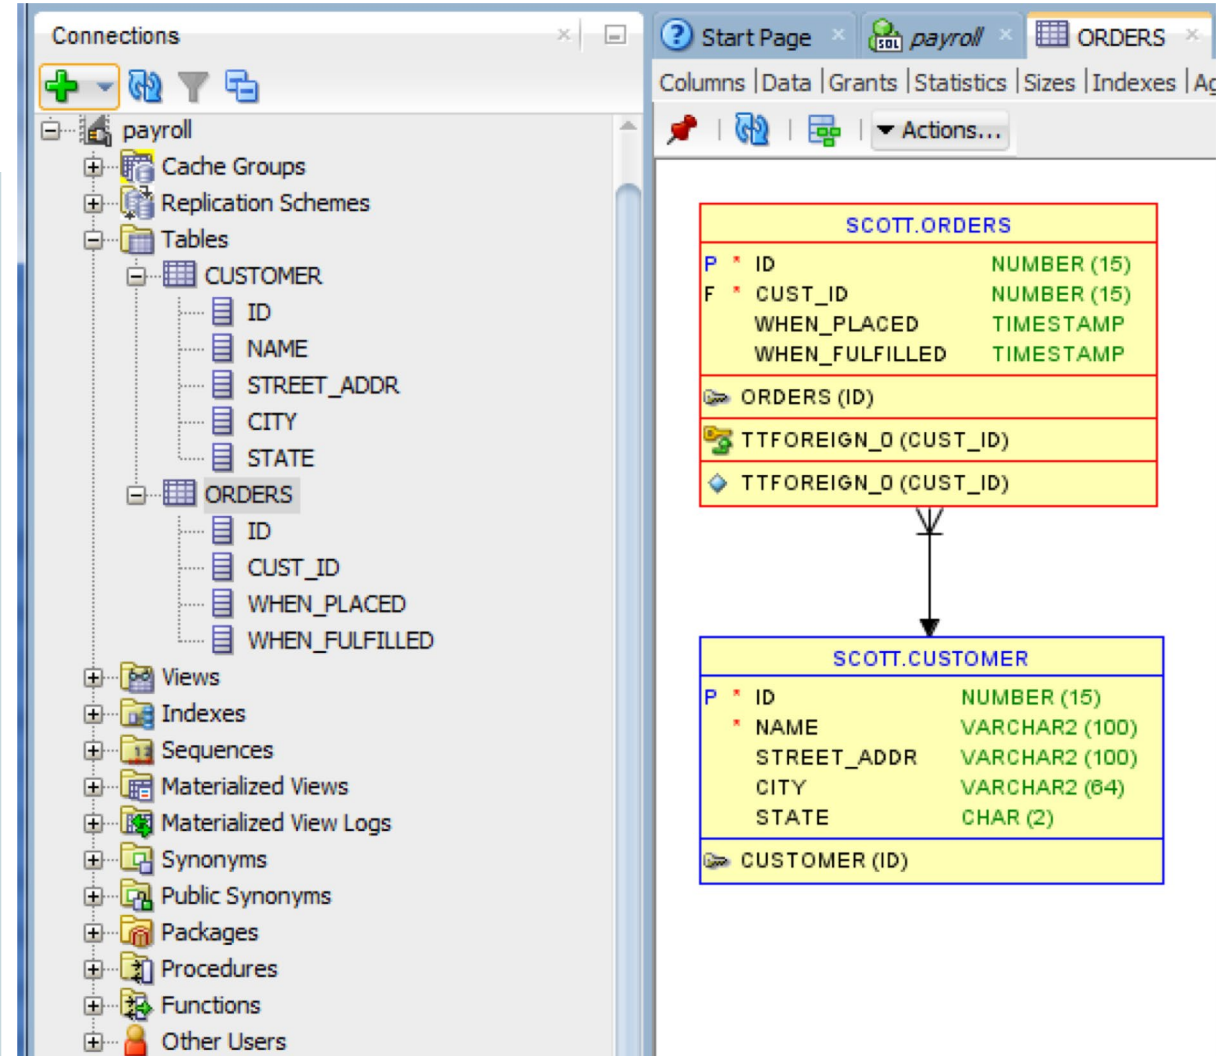 Connections
payroll
Cache Groups
Replication Schemes
Tables
CUSTOMER
ID
NAME
STREET_ADDR
CITY
STATE
ORDERS
ID
CUST_ID
WHEN_PLACED
WHEN_FULFILLED
Views
Indexes
Sequences
Materialized Views
Materialized View Logs
Synonyms
Public Synonyms
Packages
Procedures
Functions
Other Users
Start Page payroll ORDERS
Columns | Data | Grants | Statistics | Sizes | Indexes | Ag
Actions...
SCOTT.ORDERS
P * ID NUMBER (15)
F * CUST_ID NUMBER (15)
WHEN_PLACED TIMESTAMP
WHEN_FULFILLED TIMESTAMP
ORDERS (ID)
TTFOREIGN_0 (CUST_ID)
TTFOREIGN_0 (CUST_ID)
SCOTT.CUSTOMER
P * ID NUMBER (15)
* NAME VARCHAR2 (100)
STREET_ADDR VARCHAR2 (100)
CITY VARCHAR2 (64)
STATE CHAR (2)
CUSTOMER (ID)